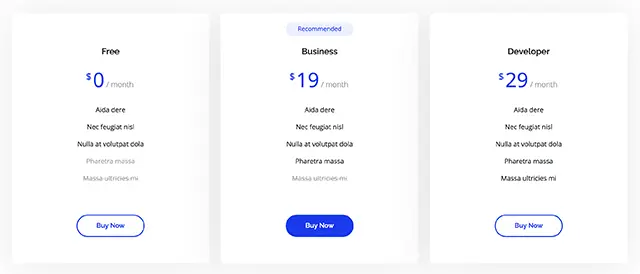 Free
$0 / month
Aida dere
Nec feugiat nisl
Nulla at volutpat dola
Pharetra massa
Massa ultricies mi
Buy Now
Recommended
Business
$19 / month
Aida dere
Nec feugiat nisl
Nulla at volutpat dola
Pharetra massa
Massa ultricies mi
Buy Now
Developer
$29 / month
Aida dere
Nec feugiat nisl
Nulla at volutpat dola
Pharetra massa
Massa ultricies mi
Buy Now